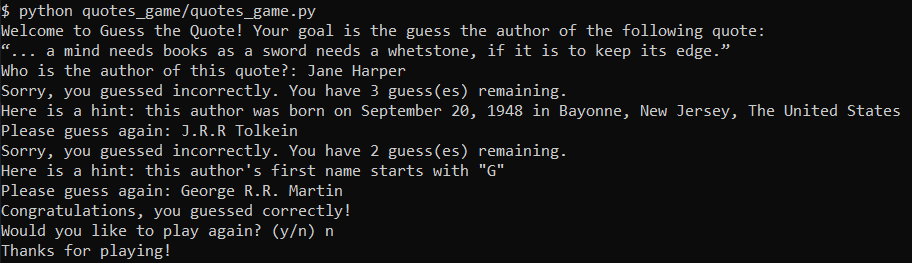 $ python quotes_game/quotes_game.py
Welcome to Guess the Quote! Your goal is the guess the author of the following quote:
“... a mind needs books as a sword needs a whetstone, if it is to keep its edge.”
Who is the author of this quote?: Jane Harper
Sorry, you guessed incorrectly. You have 3 guess(es) remaining.
Here is a hint: this author was born on September 20, 1948 in Bayonne, New Jersey, The United States
Please guess again: J.R.R Tolkein
Sorry, you guessed incorrectly. You have 2 guess(es) remaining.
Here is a hint: this author's first name starts with "G"
Please guess again: George R.R. Martin
Congratulations, you guessed correctly!
Would you like to play again? (y/n) n
Thanks for playing!